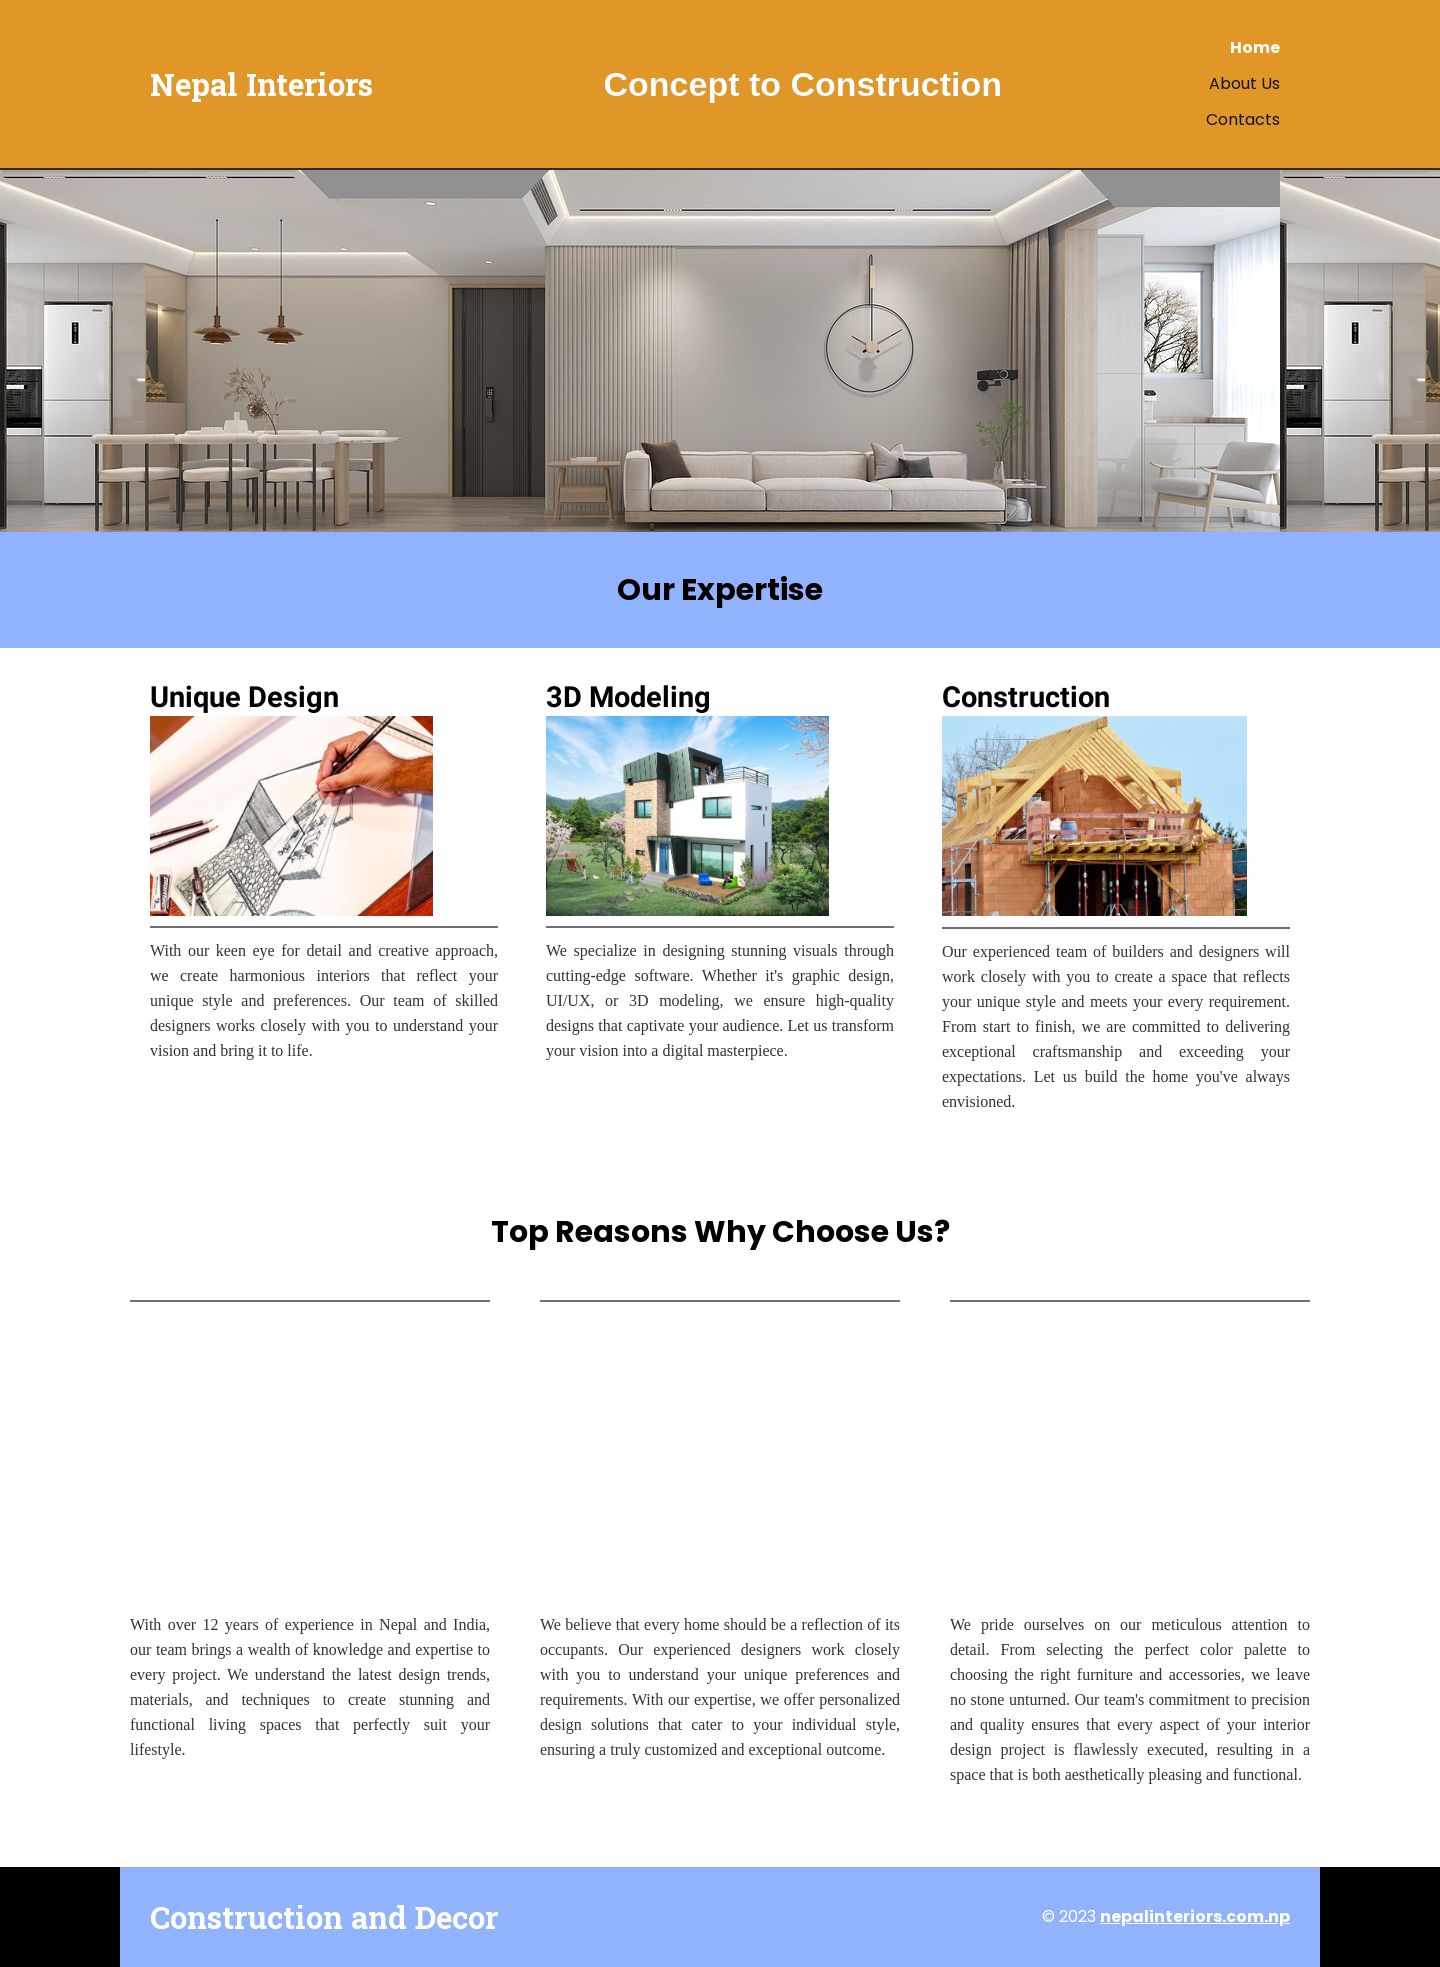 Nepal Interiors
Concept to Construction
Home
About Us
Contacts
Our Expertise
Unique Design
With our keen eye for detail and creative approach,
we create harmonious interiors that reflect your
unique style and preferences. Our team of skilled
designers works closely with you to understand your
vision and bring it to life.
3D Modeling
We specialize in designing stunning visuals through
cutting-edge software. Whether it's graphic design,
UI/UX, or 3D modeling, we ensure high-quality
designs that captivate your audience. Let us transform
your vision into a digital masterpiece.
Construction
Our experienced team of builders and designers will
work closely with you to create a space that reflects
your unique style and meets your every requirement.
From start to finish, we are committed to delivering
exceptional craftsmanship and exceeding your
expectations. Let us build the home you've always
envisioned.
Top Reasons Why Choose Us?
With over 12 years of experience in Nepal and India,
our team brings a wealth of knowledge and expertise to
every project. We understand the latest design trends,
materials, and techniques to create stunning and
functional living spaces that perfectly suit your
lifestyle.
We believe that every home should be a reflection of its
occupants. Our experienced designers work closely
with you to understand your unique preferences and
requirements. With our expertise, we offer personalized
design solutions that cater to your individual style,
ensuring a truly customized and exceptional outcome.
We pride ourselves on our meticulous attention to
detail. From selecting the perfect color palette to
choosing the right furniture and accessories, we leave
no stone unturned. Our team's commitment to precision
and quality ensures that every aspect of your interior
design project is flawlessly executed, resulting in a
space that is both aesthetically pleasing and functional.
Construction and Decor
© 2023 nepalinteriors.com.np